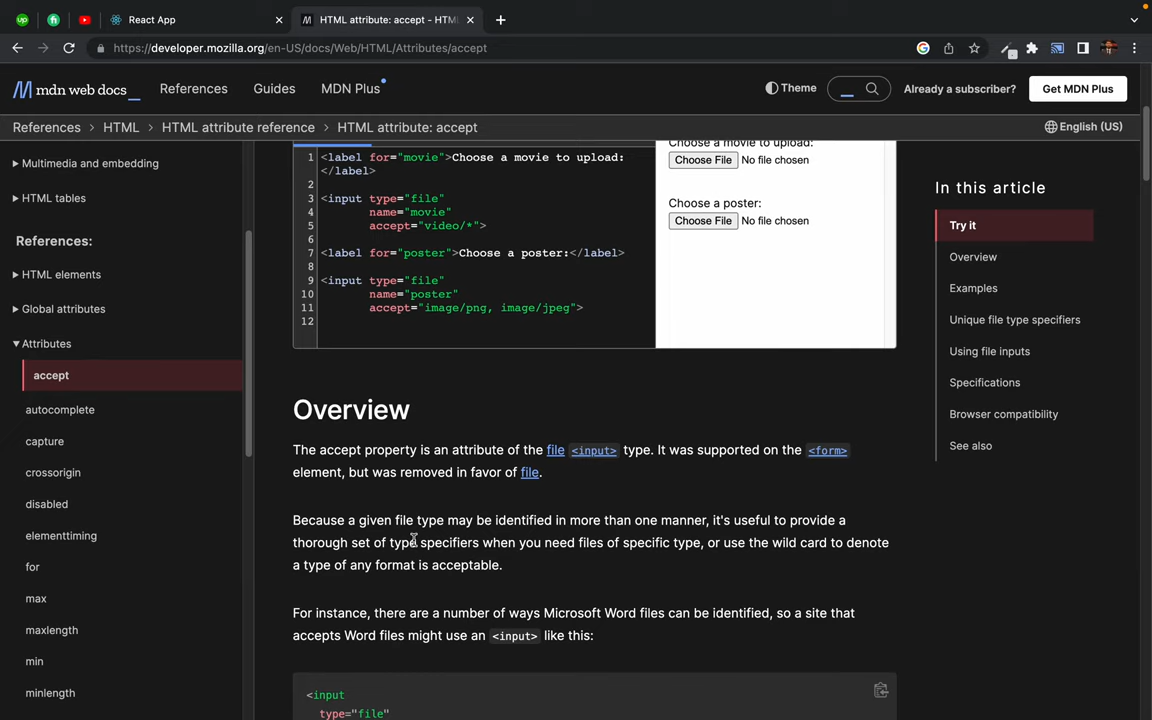 React App
HTML attribute: accept - HTML
https://developer.mozilla.org/en-US/docs/Web/HTML/Attributes/accept
mdn web docs_
References
Guides
MDN Plus
Theme
Already a subscriber?
Get MDN Plus
References > HTML > HTML attribute reference > HTML attribute: accept
English (US)
Multimedia and embedding
HTML tables
References:
HTML elements
Global attributes
Attributes
accept
autocomplete
capture
crossorigin
disabled
elementtiming
for
max
maxlength
min
minlength
1 <label for="movie">Choose a movie to upload:
</label>
2
3 <input type="file"
4 name="movie"
5 accept="video/*">
6
7 <label for="poster">Choose a poster:</label>
8
9 <input type="file"
10 name="poster"
11 accept="image/png, image/jpeg">
12
Choose a movie to upload:
Choose File No file chosen
Choose a poster:
Choose File No file chosen
Overview
The accept property is an attribute of the file <input> type. It was supported on the <form>
element, but was removed in favor of file.
Because a given file type may be identified in more than one manner, it's useful to provide a
thorough set of type specifiers when you need files of specific type, or use the wild card to denote
a type of any format is acceptable.
For instance, there are a number of ways Microsoft Word files can be identified, so a site that
accepts Word files might use an <input> like this:
<input
type="file"
In this article
Try it
Overview
Examples
Unique file type specifiers
Using file inputs
Specifications
Browser compatibility
See also